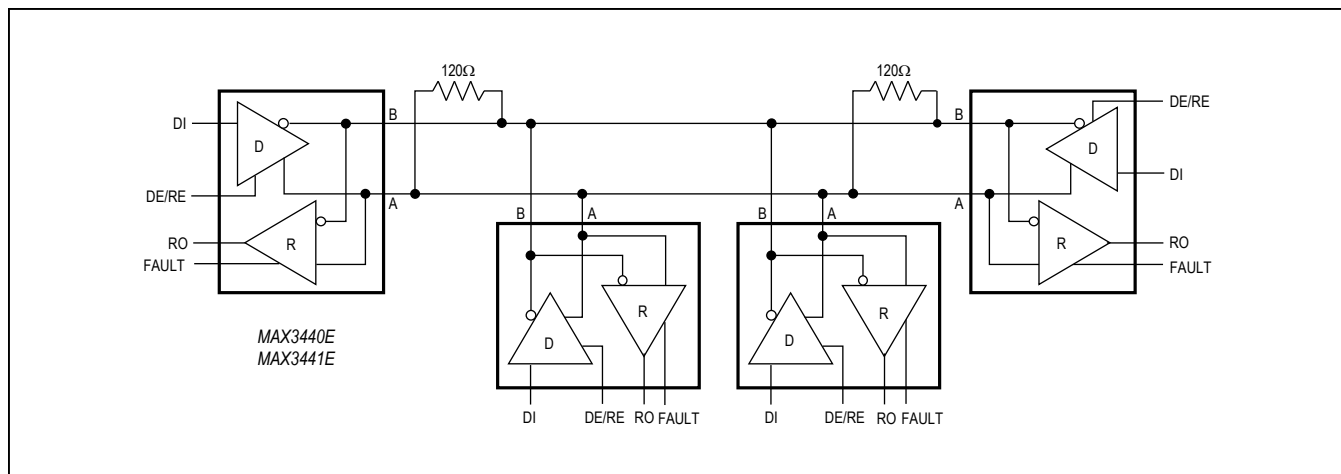 120Ω
120Ω
B
B
DE/RE
DI
D
D
DI
DE/RE
A
B
A
B
A
A
RO
R
R
RO
FAULT
FAULT
R
R
MAX3440E
MAX3441E
D
D
DI
DE/RE
RO
FAULT
DI
DE/RE
RO
FAULT